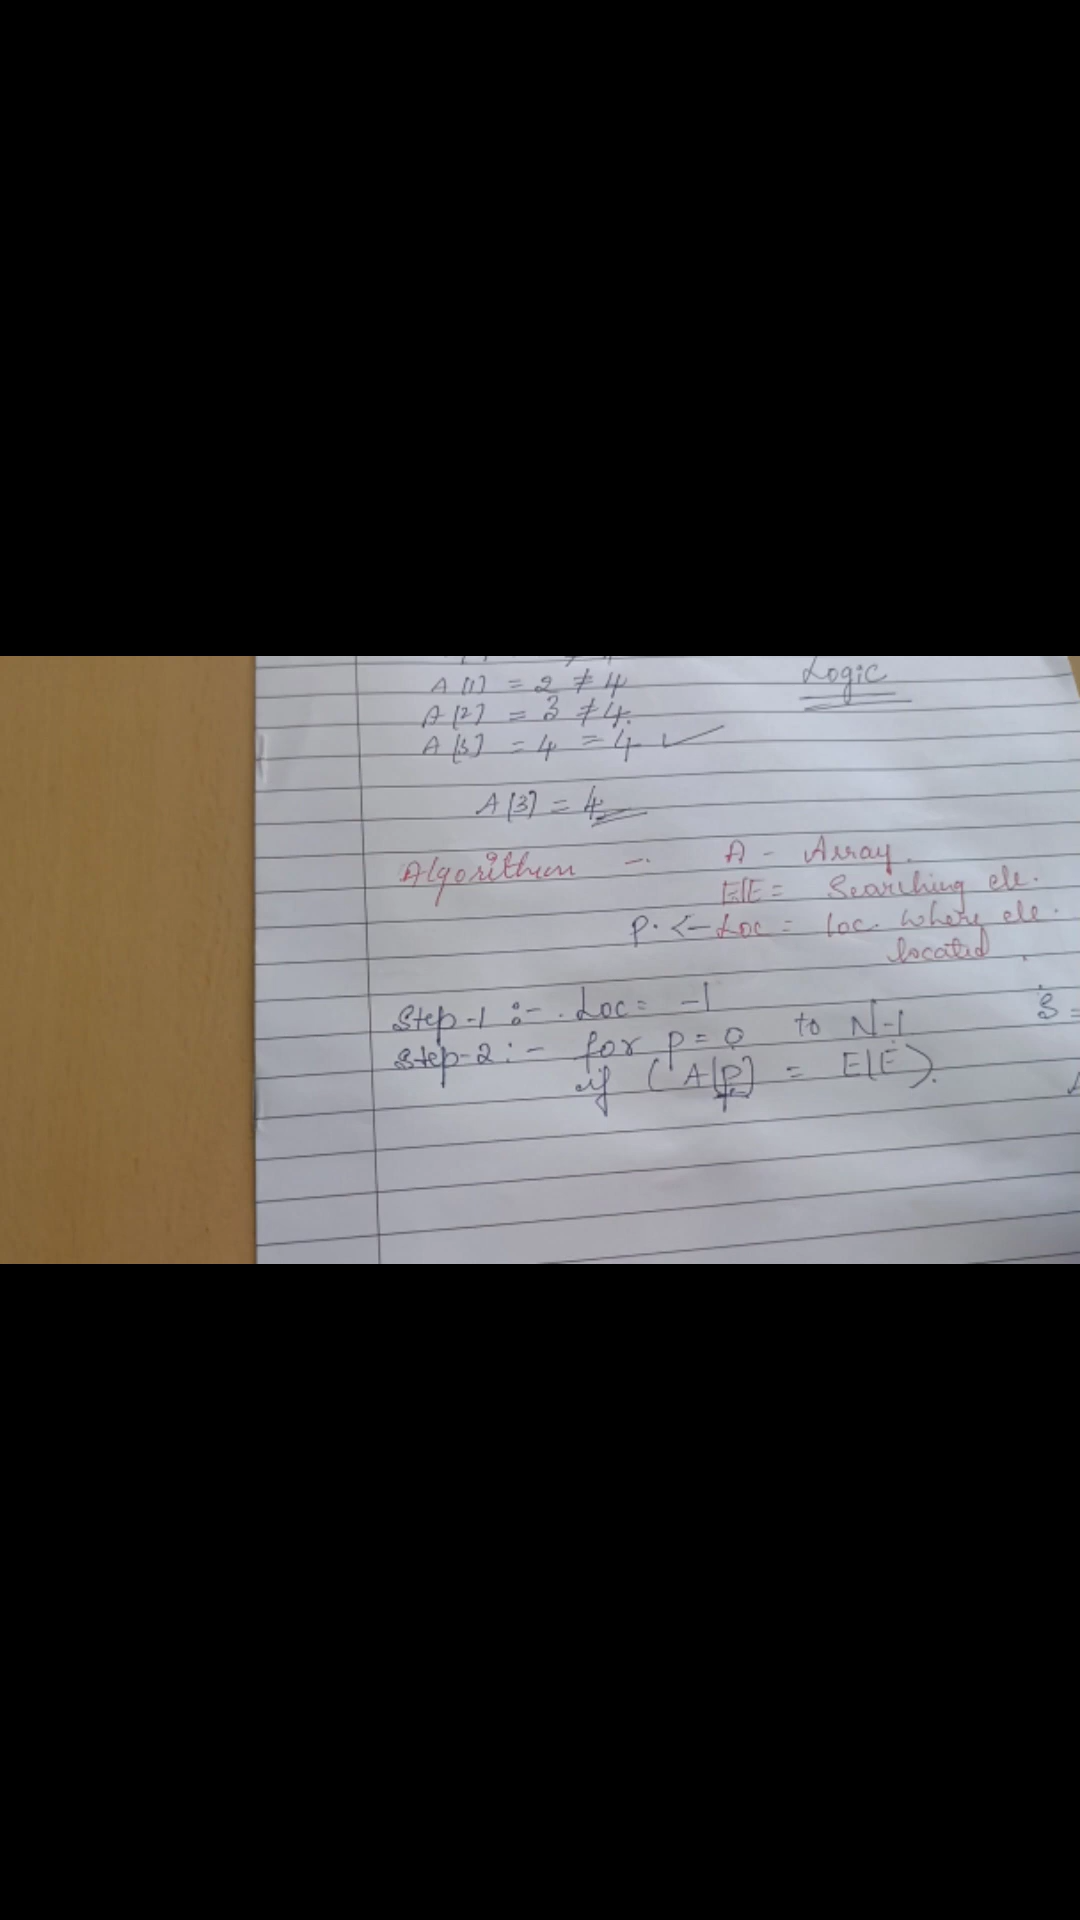 A[1] = 2 ≠ 4
Logic
A[2] = 3 ≠ 4.
A[3] = 4 = 4 ✓
A[3] = 4
Algorithm -. A - Array.
ElE = Searching ele.
P. <- Loc = loc. where ele.
located
Step-1 :- . Loc = -1
Step-2 :- for p = 0 to N-1
if ( A[p] = ElE ).